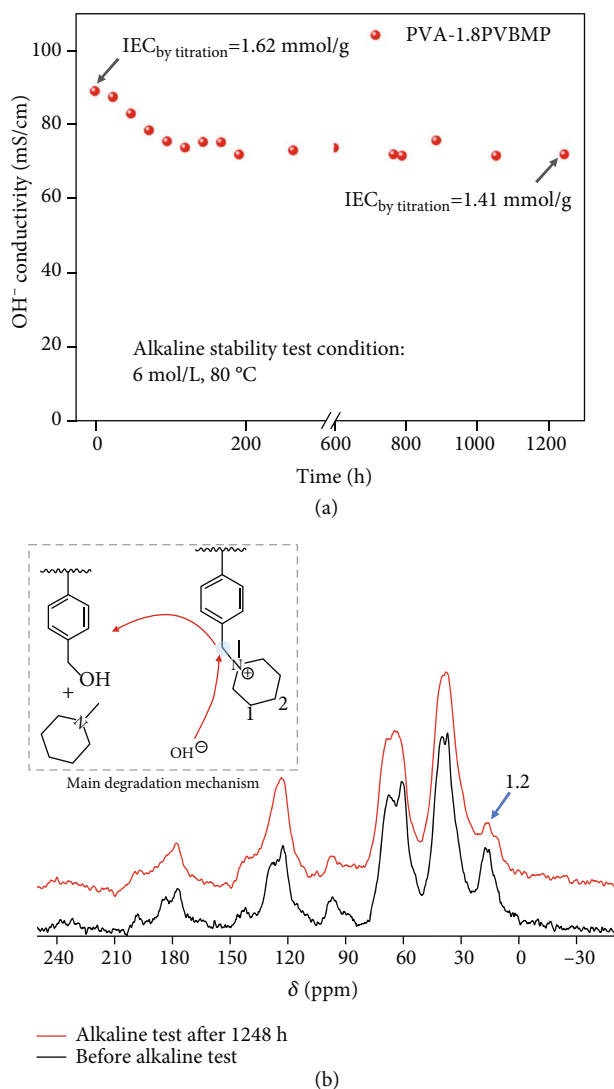 PVA-1.8PVBMP
IEC by titration=1.62 mmol/g
IEC by titration=1.41 mmol/g
Alkaline stability test condition:
6 mol/L, 80 °C
OH− conductivity (mS/cm)
100
80
60
40
20
0
0 200 600 800 1000 1200
Time (h)
(a)
OH
+
N
N
⊕
1
2
OH⊖
Main degradation mechanism
1.2
250 240 210 180 150 120 90 60 30 0 −30
δ (ppm)
Alkaline test after 1248 h
Before alkaline test
(b)